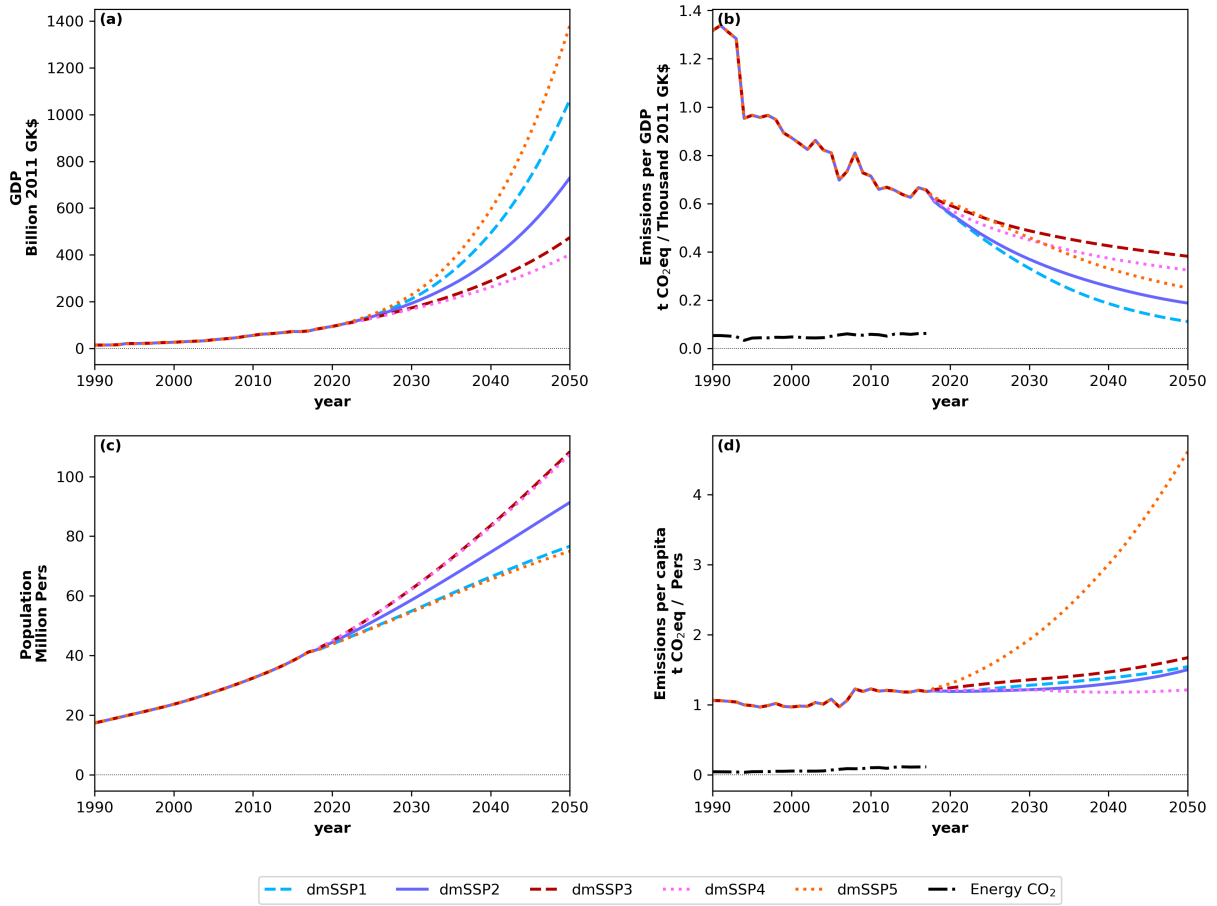 (a)
1400
1200
1000
800
600
400
200
0
GDP
Billion 2011 GK$
1990 2000 2010 2020 2030 2040 2050
year
(b)
1.4
1.2
1.0
0.8
0.6
0.4
0.2
0.0
Emissions per GDP
t CO₂eq / Thousand 2011 GK$
1990 2000 2010 2020 2030 2040 2050
year
(c)
100
80
60
40
20
0
Population
Million Pers
1990 2000 2010 2020 2030 2040 2050
year
(d)
4
3
2
1
0
Emissions per capita
t CO₂eq / Pers
1990 2000 2010 2020 2030 2040 2050
year
dmSSP1 dmSSP2 dmSSP3 dmSSP4 dmSSP5 Energy CO₂